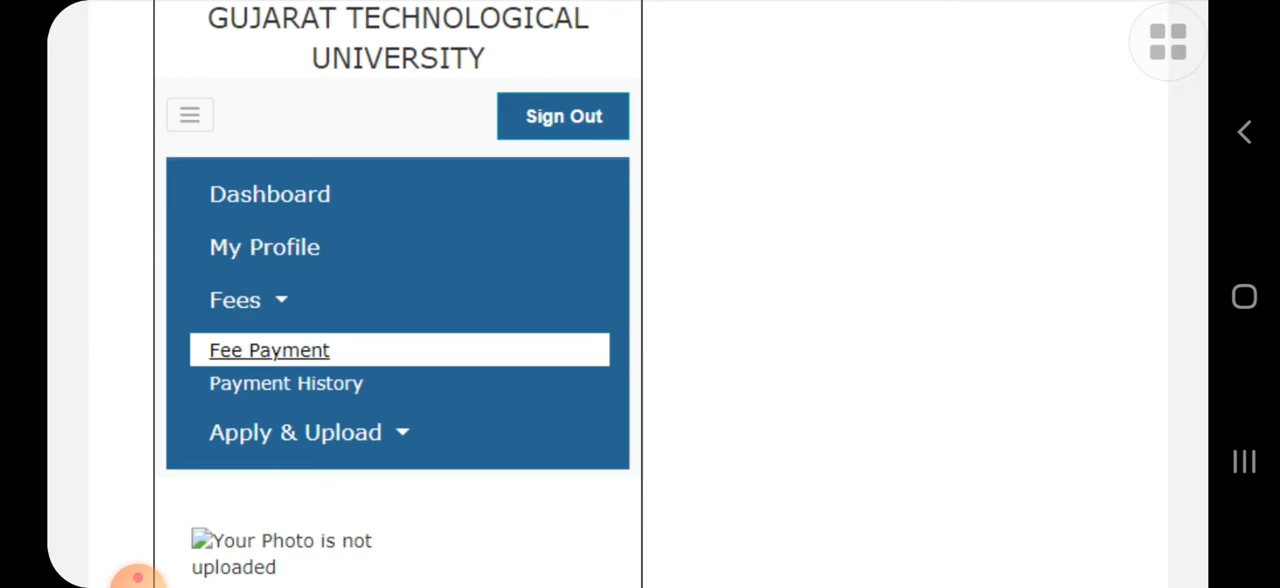 GUJARAT TECHNOLOGICAL
UNIVERSITY
Sign Out
Dashboard
My Profile
Fees
Fee Payment
Payment History
Apply & Upload
Your Photo is not
uploaded